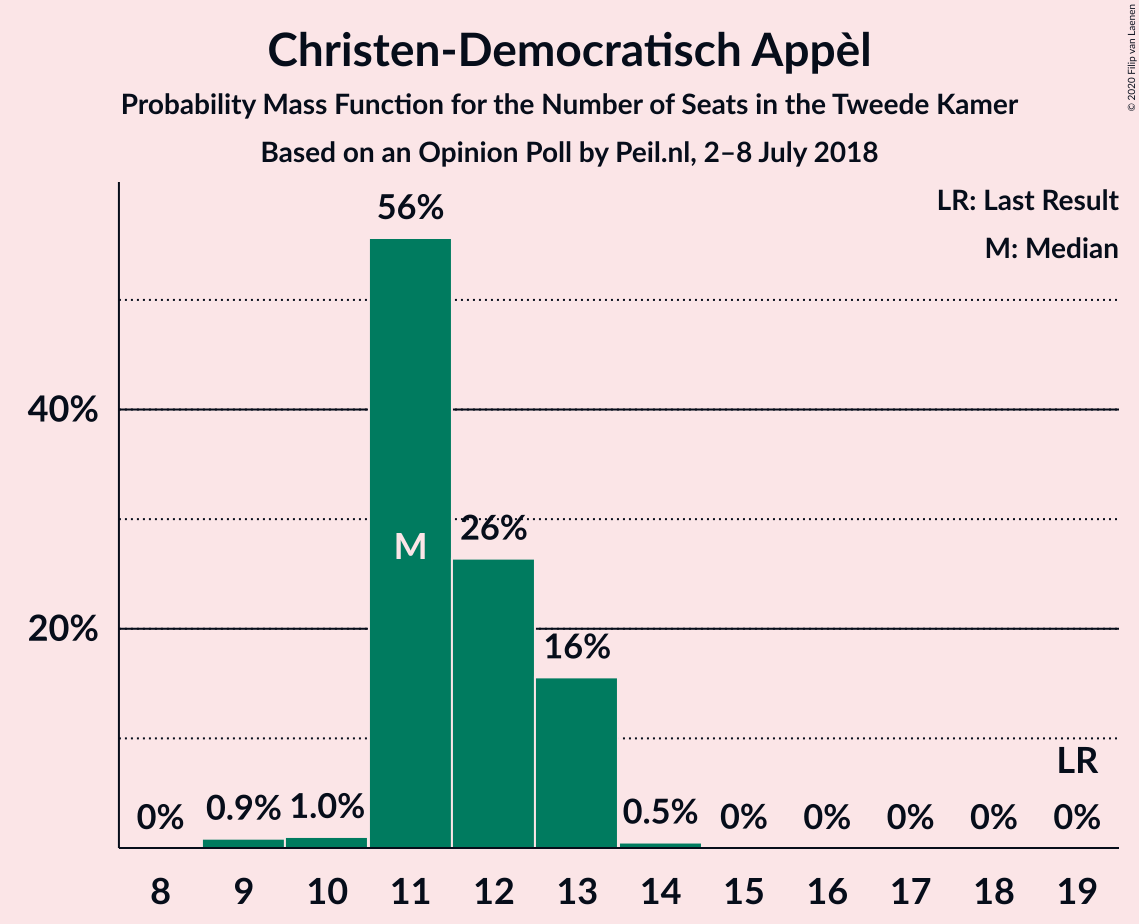 Christen-Democratisch Appèl
Probability Mass Function for the Number of Seats in the Tweede Kamer
Based on an Opinion Poll by Peil.nl, 2–8 July 2018
© 2020 Filip van Laenen
LR: Last Result
M: Median
56%
40%
26%
M
20%
16%
LR
0% 0.9% 1.0% 0.5% 0% 0% 0% 0% 0%
8 9 10 11 12 13 14 15 16 17 18 19